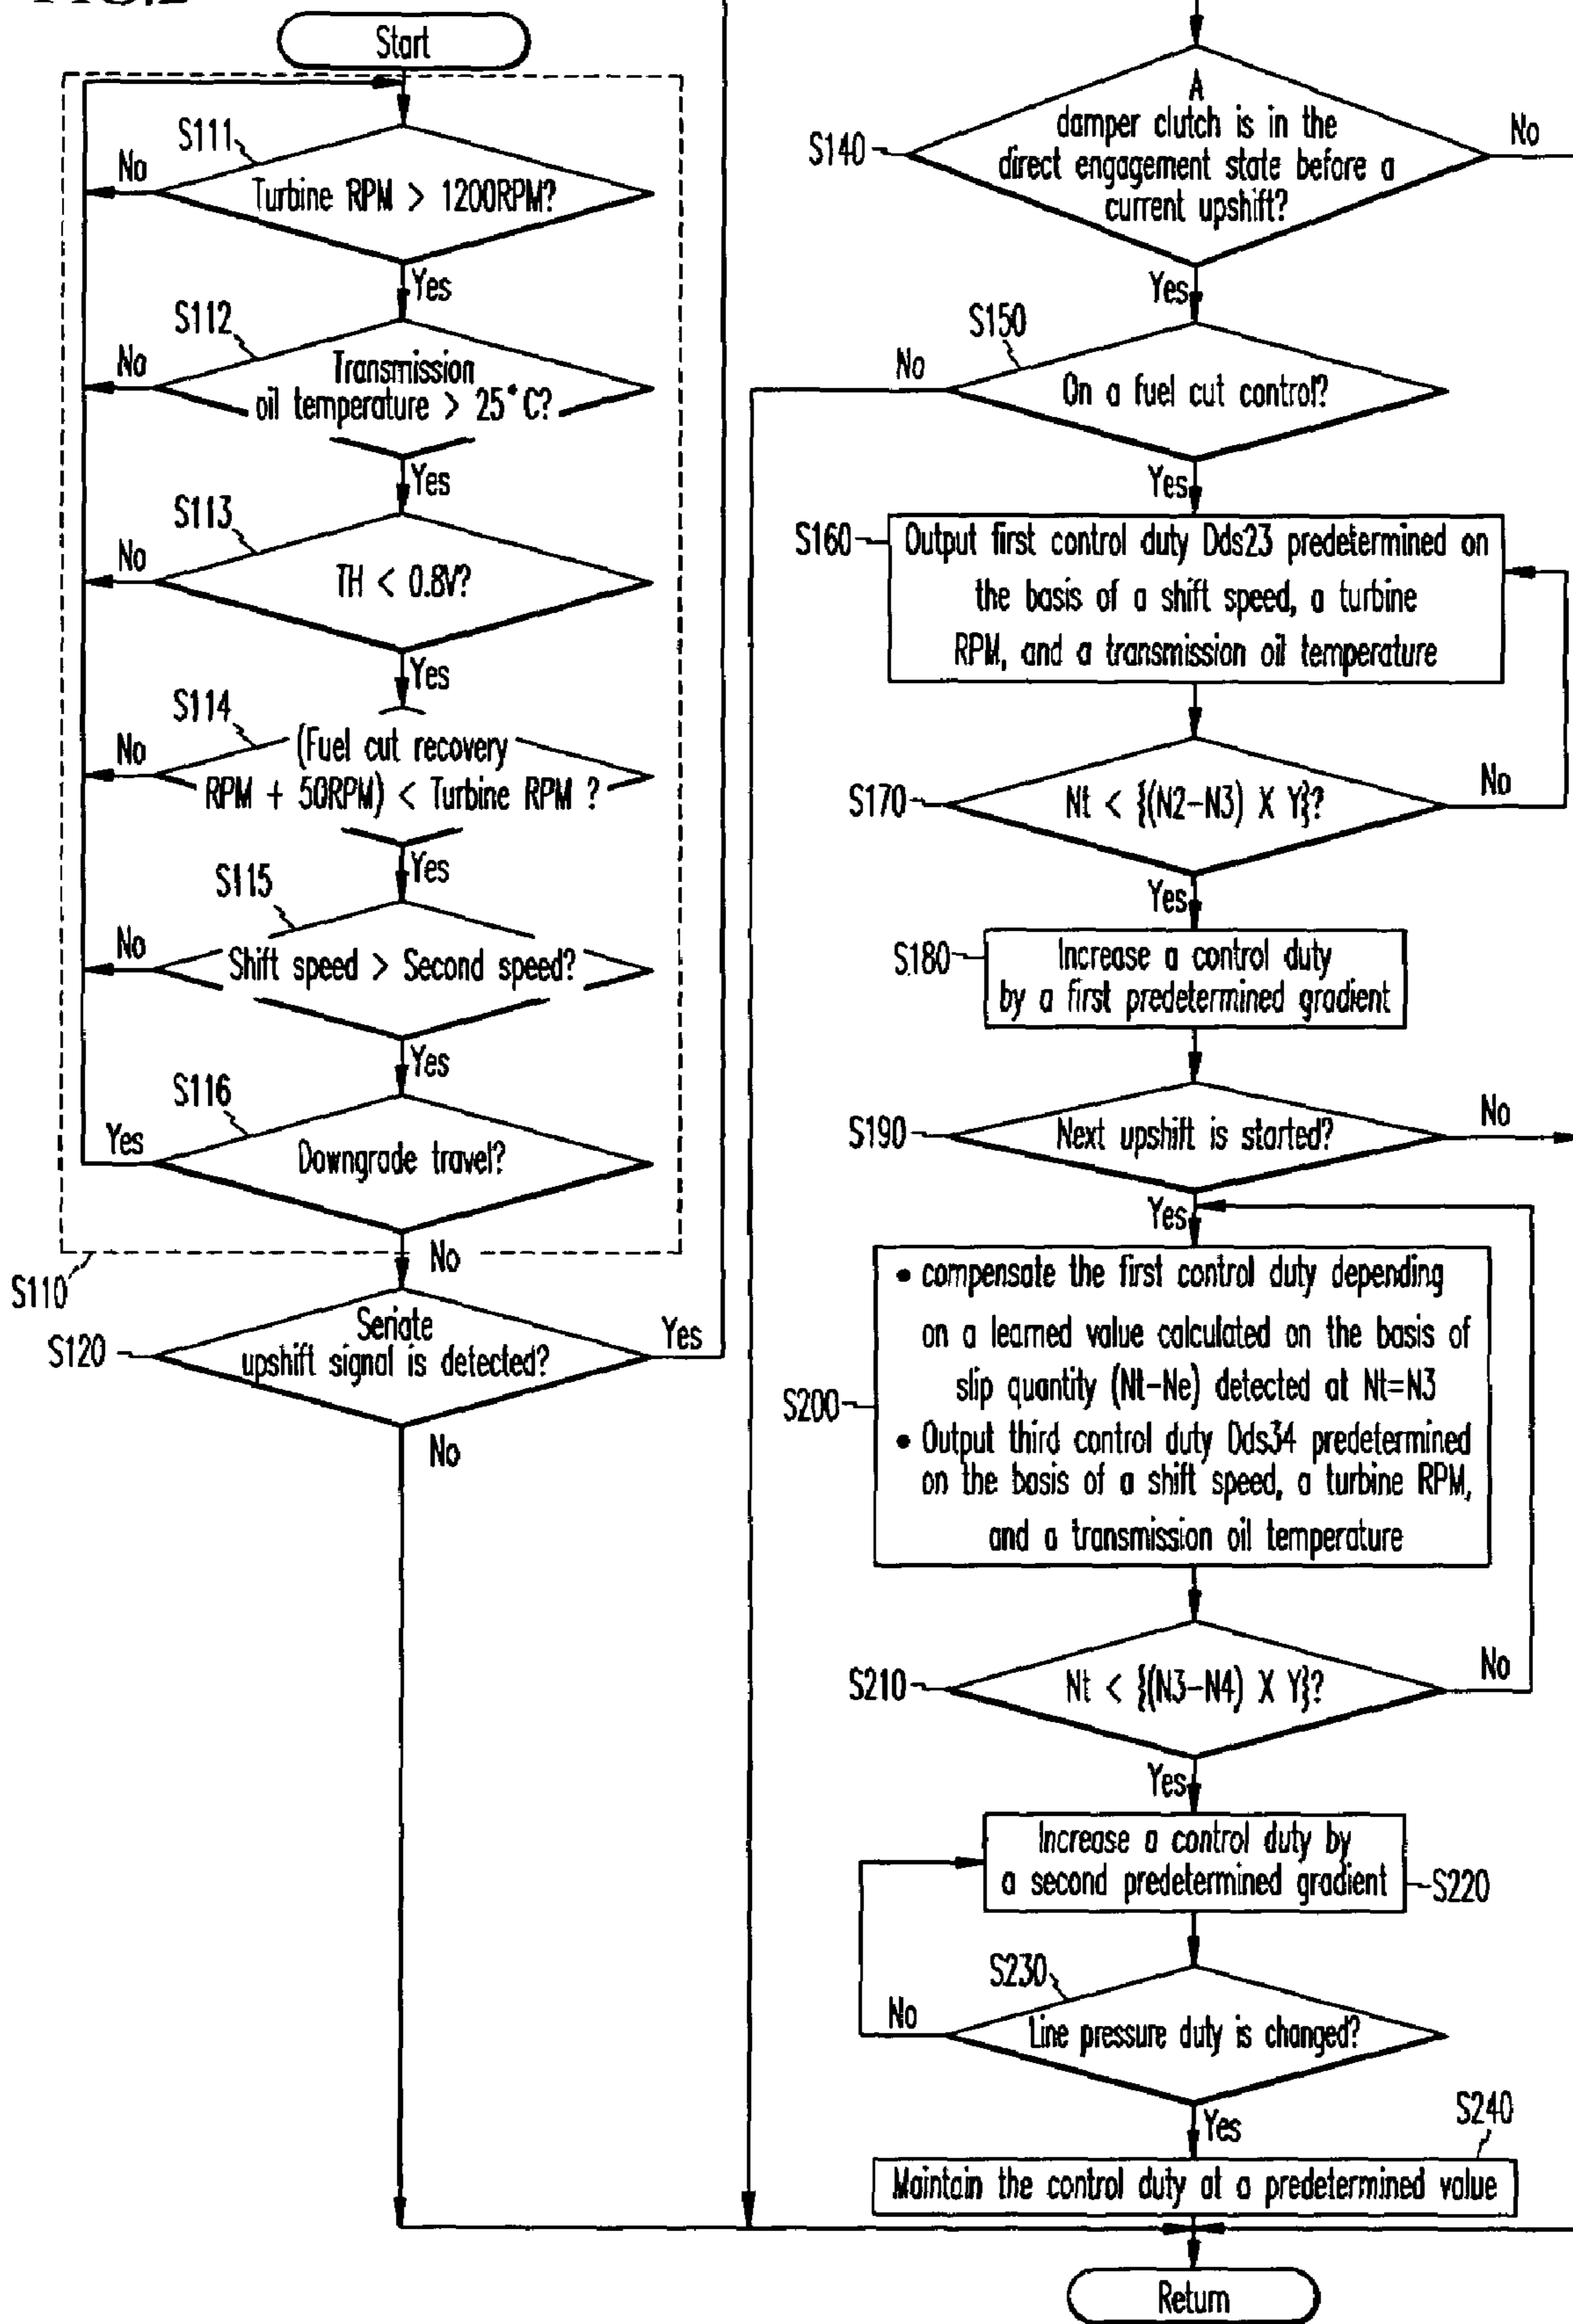 Start
S111
No
Turbine RPM > 1200RPM?
Yes
S112
No
Transmission
oil temperature > 25°C?
Yes
S113
No
TH < 0.8V?
Yes
S114
No
(Fuel cut recovery
RPM + 50RPM) < Turbine RPM ?
Yes
S115
No
Shift speed > Second speed?
Yes
S116
Yes
Downgrade travel?
No
S110
S120
Seriate
upshift signal is detected?
Yes
No
A
damper clutch is in the
direct engagement state before a
current upshift?
S140
No
Yes
S150
No
On a fuel cut control?
Yes
S160
Output first control duty Dds23 predetermined on
the basis of a shift speed, a turbine
RPM, and a transmission oil temperature
S170
Nt < {(N2-N3) X Y}?
No
Yes
S180
Increase a control duty
by a first predetermined gradient
S190
Next upshift is started?
No
Yes
S200
• compensate the first control duty depending
on a learned value calculated on the basis of
slip quantity (Nt-Ne) detected at Nt=N3
• Output third control duty Dds34 predetermined
on the basis of a shift speed, a turbine RPM,
and a transmission oil temperature
S210
Nt < {(N3-N4) X Y}?
No
Yes
Increase a control duty by
a second predetermined gradient
S220
S230
No
Line pressure duty is changed?
Yes
S240
Maintain the control duty at a predetermined value
Return